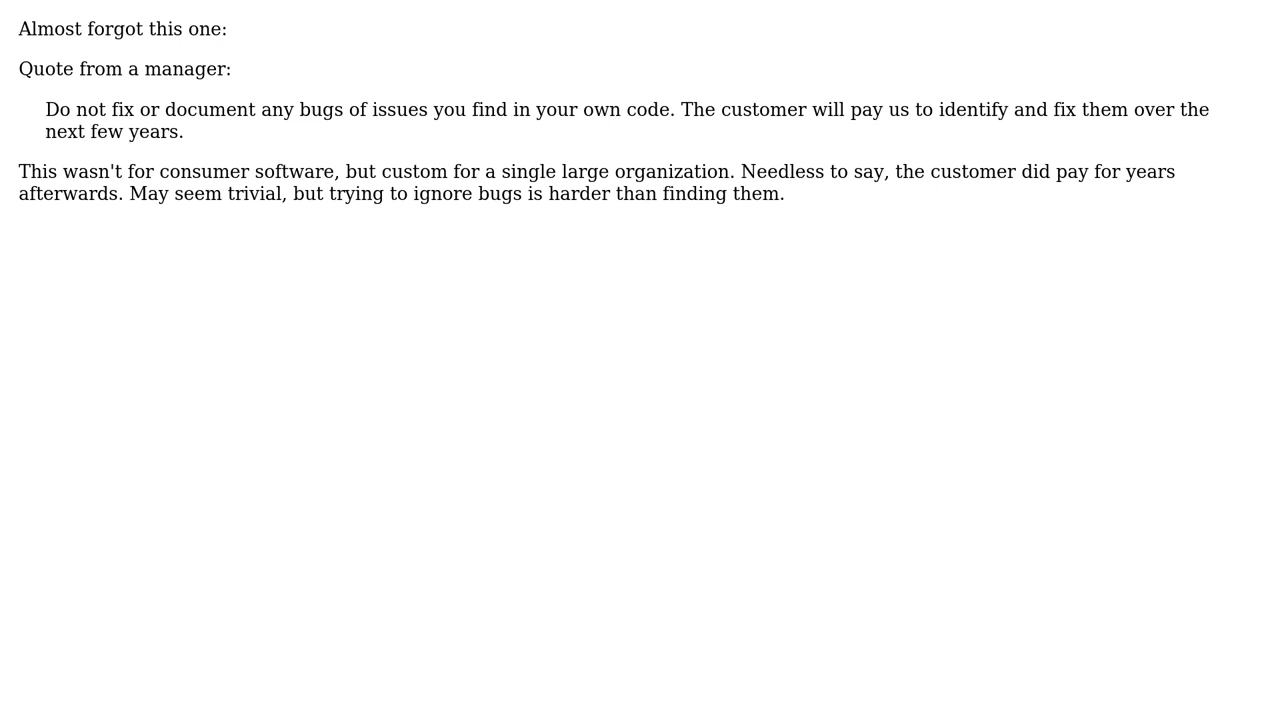 Almost forgot this one:
Quote from a manager:
Do not fix or document any bugs of issues you find in your own code. The customer will pay us to identify and fix them over the
next few years.
This wasn't for consumer software, but custom for a single large organization. Needless to say, the customer did pay for years
afterwards. May seem trivial, but trying to ignore bugs is harder than finding them.